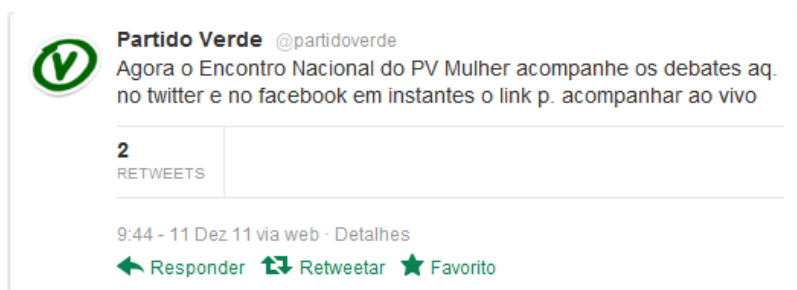 Partido Verde @partidoverde
Agora o Encontro Nacional do PV Mulher acompanhe os debates aq.
no twitter e no facebook em instantes o link p. acompanhar ao vivo
2
RETWEETS
9:44 - 11 Dez 11 via web · Detalhes
Responder Retweetar Favorito